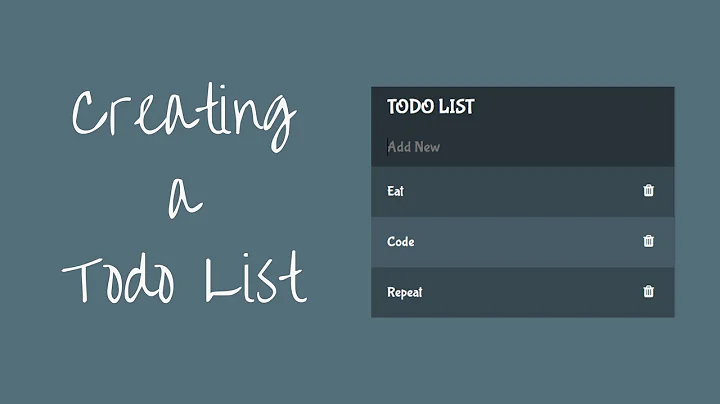 Creating
a
Todo List
TODO LIST
Add New
Eat
Code
Repeat